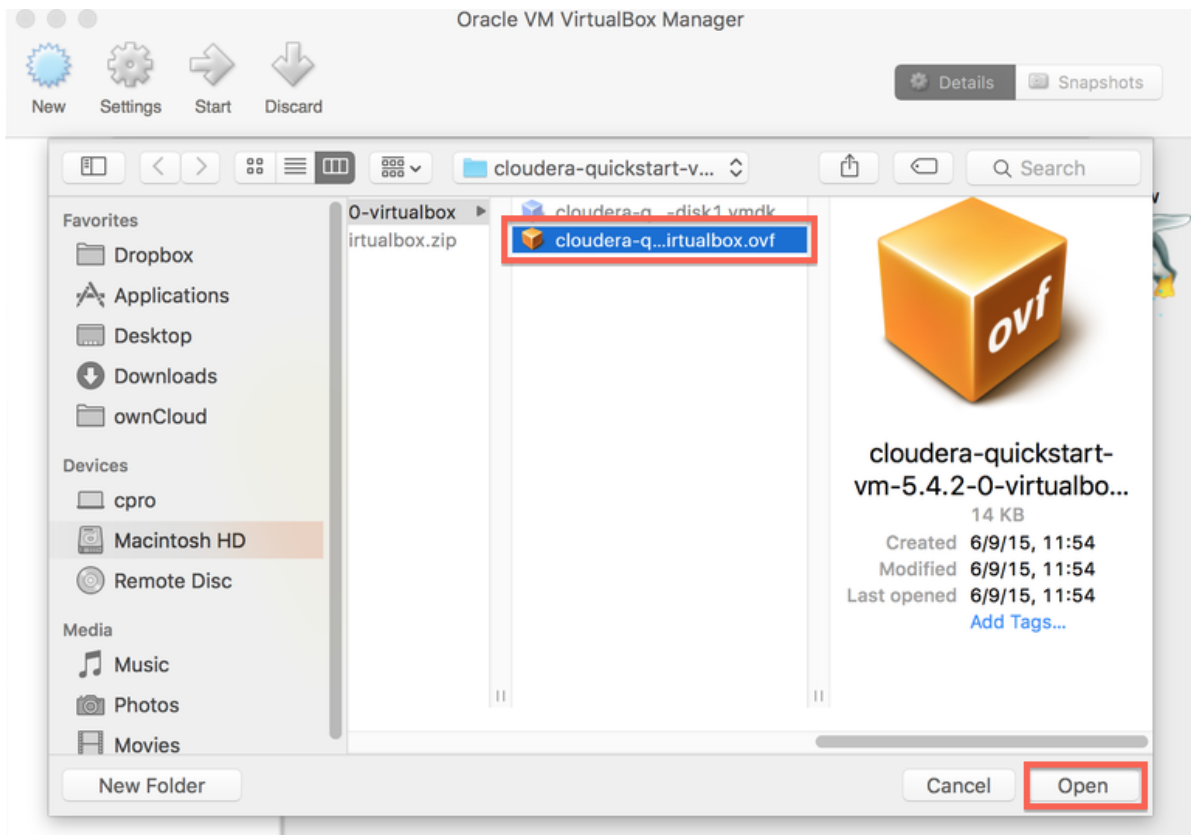 Oracle VM VirtualBox Manager
New Settings Start Discard
Details Snapshots
cloudera-quickstart-v...
Search
Favorites
Dropbox
Applications
Desktop
Downloads
ownCloud
Devices
cpro
Macintosh HD
Remote Disc
Media
Music
Photos
Movies
0-virtualbox
irtualbox.zip
cloudera-q...-disk1.vmdk
cloudera-q...irtualbox.ovf
ovf
cloudera-quickstart-
vm-5.4.2-0-virtualbo...
14 KB
Created 6/9/15, 11:54
Modified 6/9/15, 11:54
Last opened 6/9/15, 11:54
Add Tags...
New Folder
Cancel Open